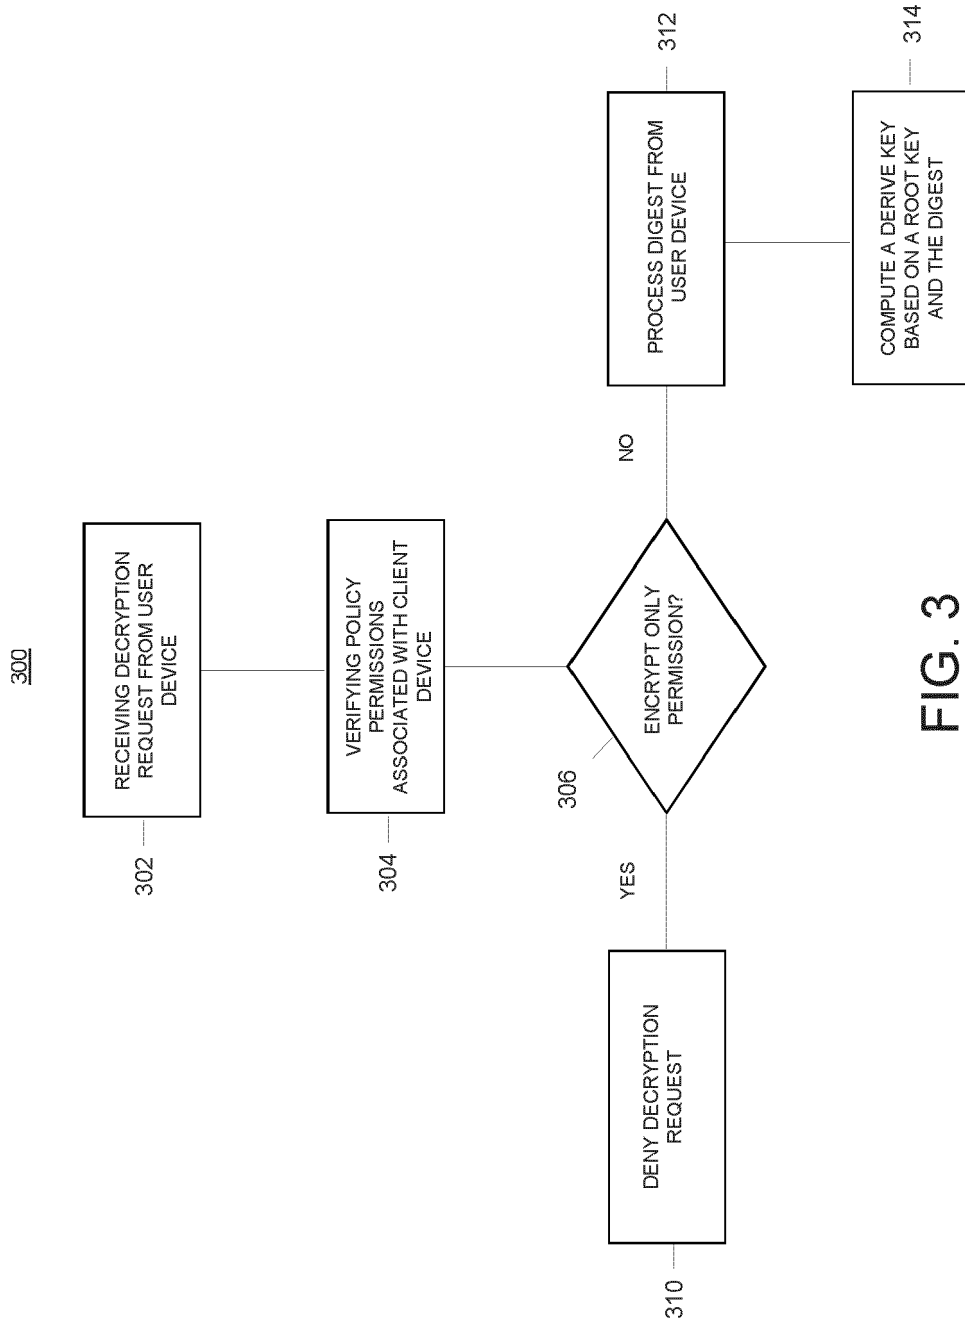 300
RECEIVING DECRYPTION
REQUEST FROM USER
DEVICE
302
VERIFYING POLICY
PERMISSIONS
ASSOCIATED WITH CLIENT
DEVICE
304
306
ENCRYPT ONLY
PERMISSION?
YES
NO
DENY DECRYPTION
REQUEST
310
PROCESS DIGEST FROM
USER DEVICE
312
COMPUTE A DERIVE KEY
BASED ON A ROOT KEY
AND THE DIGEST
314
FIG. 3